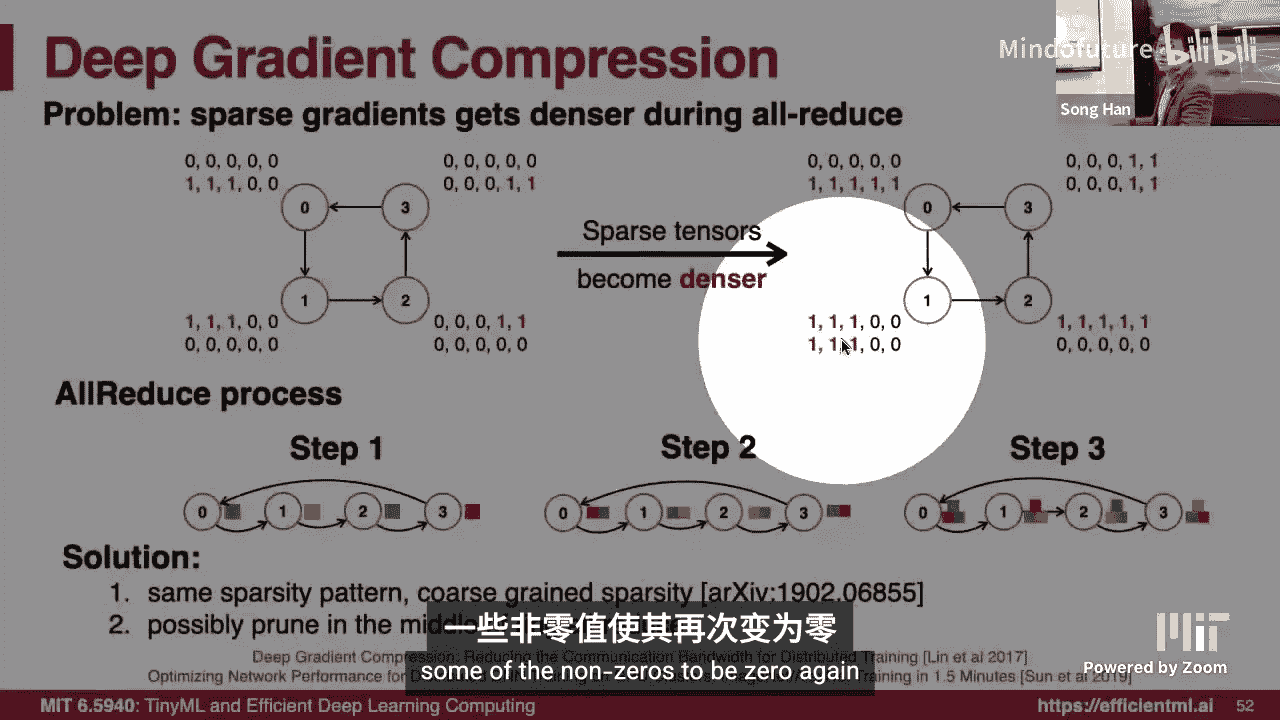 Deep Gradient Compression
Mindofuture bilibili
Song Han
Problem: sparse gradients gets denser during all-reduce
0, 0, 0, 0, 0
1, 1, 1, 0, 0
0, 0, 0, 0, 0
0, 0, 0, 1, 1
0
3
1
2
1, 1, 1, 0, 0
0, 0, 0, 0, 0
0, 0, 0, 1, 1
0, 0, 0, 0, 0
Sparse tensors
become denser
0, 0, 0, 0, 0
1, 1, 1, 1, 1
0, 0, 0, 1, 1
0, 0, 0, 1, 1
0
3
1
2
1, 1, 1, 0, 0
1, 1, 1, 0, 0
1, 1, 1, 1, 1
0, 0, 0, 0, 0
AllReduce process
Step 1
Step 2
Step 3
0 1 2 3
0 1 2 3
0 1 2 3
Solution:
1. same sparsity pattern, coarse grained sparsity [arXiv:1902.06855]
2. possibly prune in the
一些非零值使其再次变为零
some of the non-zeros to be zero again
Deep Gradient Compression: Reducing the Communication Bandwidth for Distributed Training [Lin et al 2017]
Optimizing Network Performance for
Training in 1.5 Minutes [Sun et al 2019]
MIT
Powered by Zoom
MIT 6.5940: TinyML and Efficient Deep Learning Computing
https://efficientml.ai
52